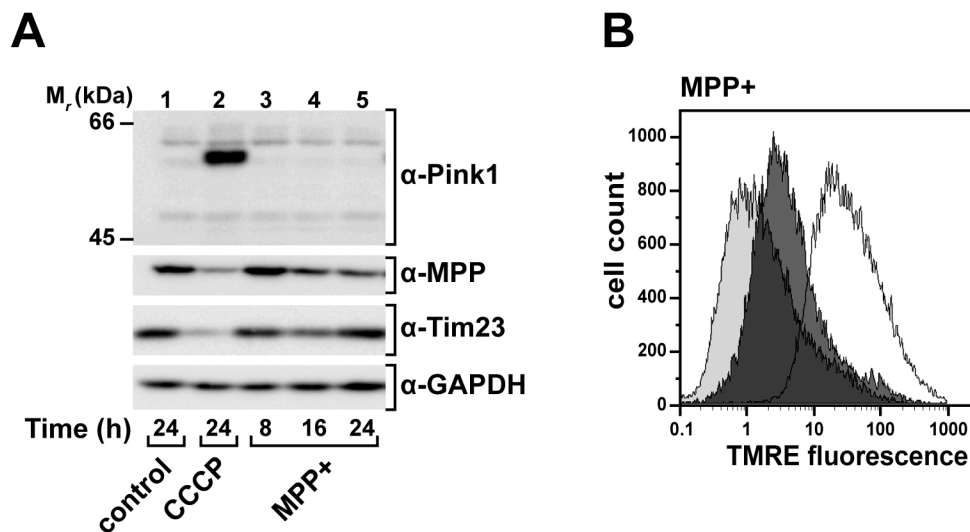 A
Mr (kDa) 1 2 3 4 5
66
α-Pink1
45
α-MPP
α-Tim23
α-GAPDH
Time (h) 24 24 8 16 24
control CCCP MPP+
B
MPP+
1000
800
600
400
200
0
cell count
0.1 1 10 100 1000
TMRE fluorescence